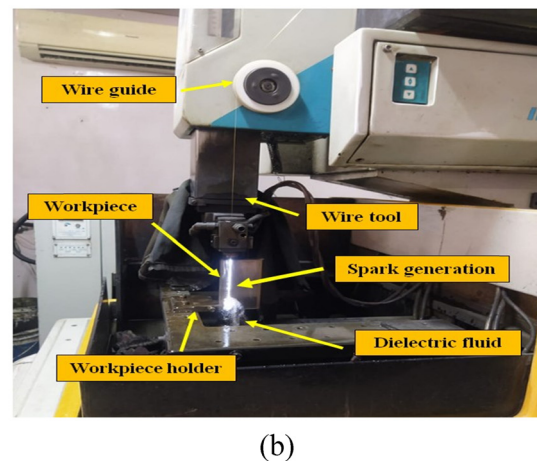 Wire guide
Workpiece
Wire tool
Spark generation
Dielectric fluid
Workpiece holder
(b)